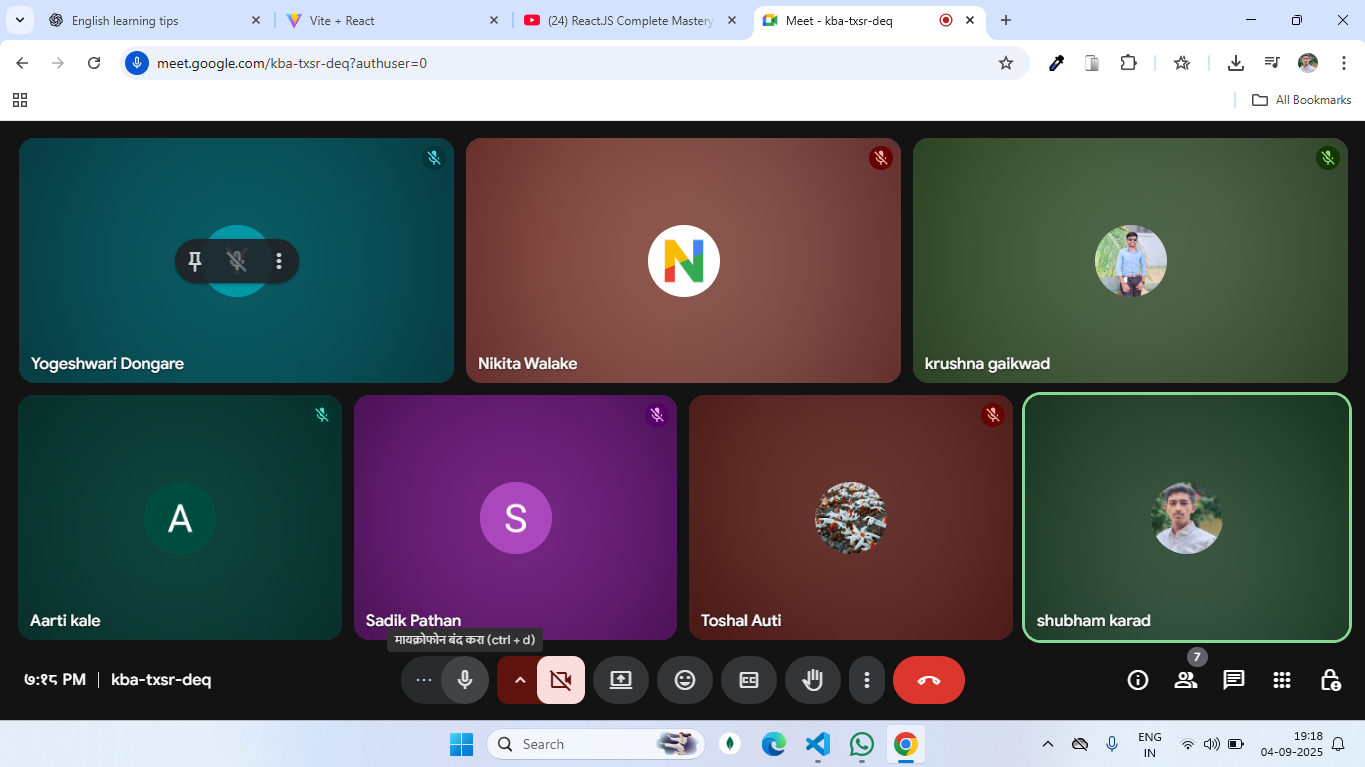 English learning tips
Vite + React
(24) ReactJS Complete Mastery
Meet - kba-txsr-deq
meet.google.com/kba-txsr-deq?authuser=0
All Bookmarks
N
Yogeshwari Dongare
Nikita Walake
krushna gaikwad
A
S
Aarti kale
Sadik Pathan
Toshal Auti
shubham karad
मायक्रोफोन बंद करा (ctrl + d)
७:१८ PM
kba-txsr-deq
7
Search
ENG
IN
19:18
04-09-2025